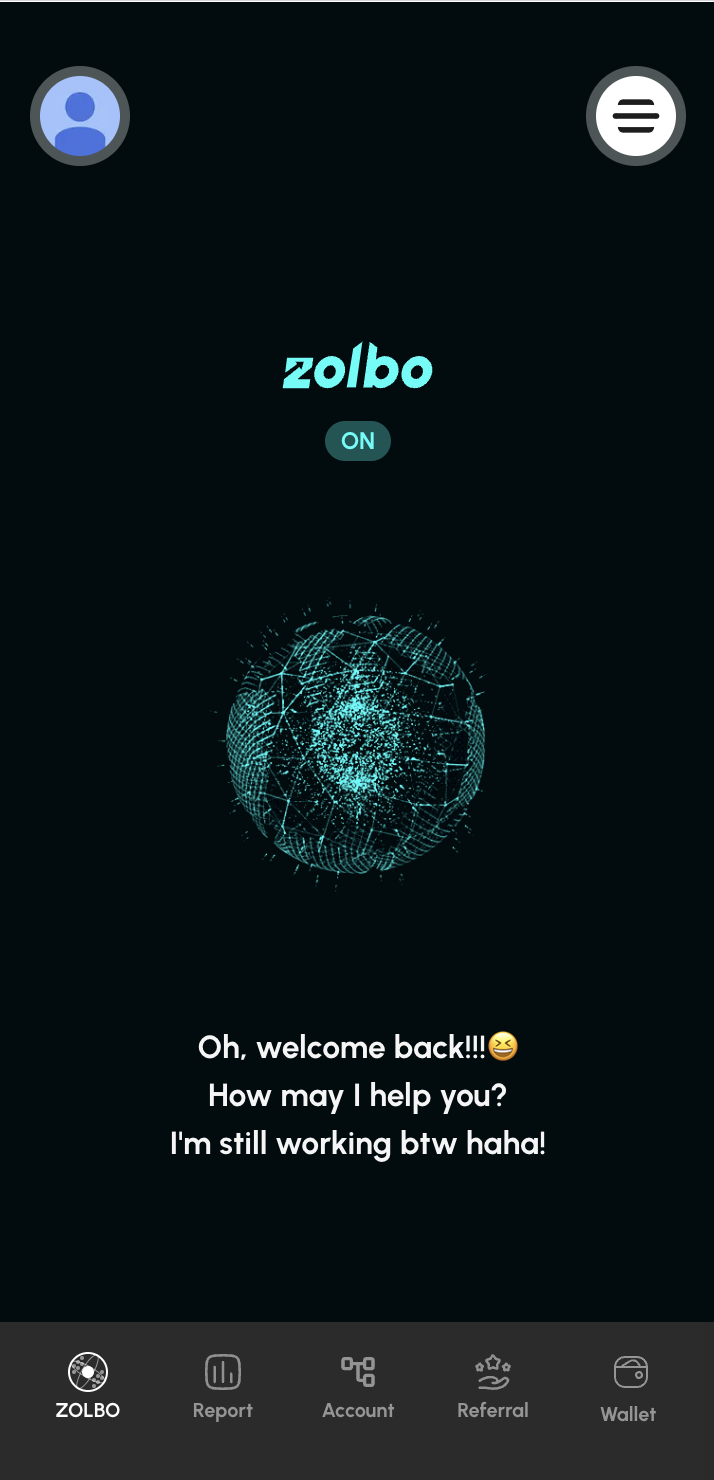 zolbo
ON
Oh, welcome back!!!😆
How may I help you?
I'm still working btw haha!
ZOLBO
Report
Account
Referral
Wallet